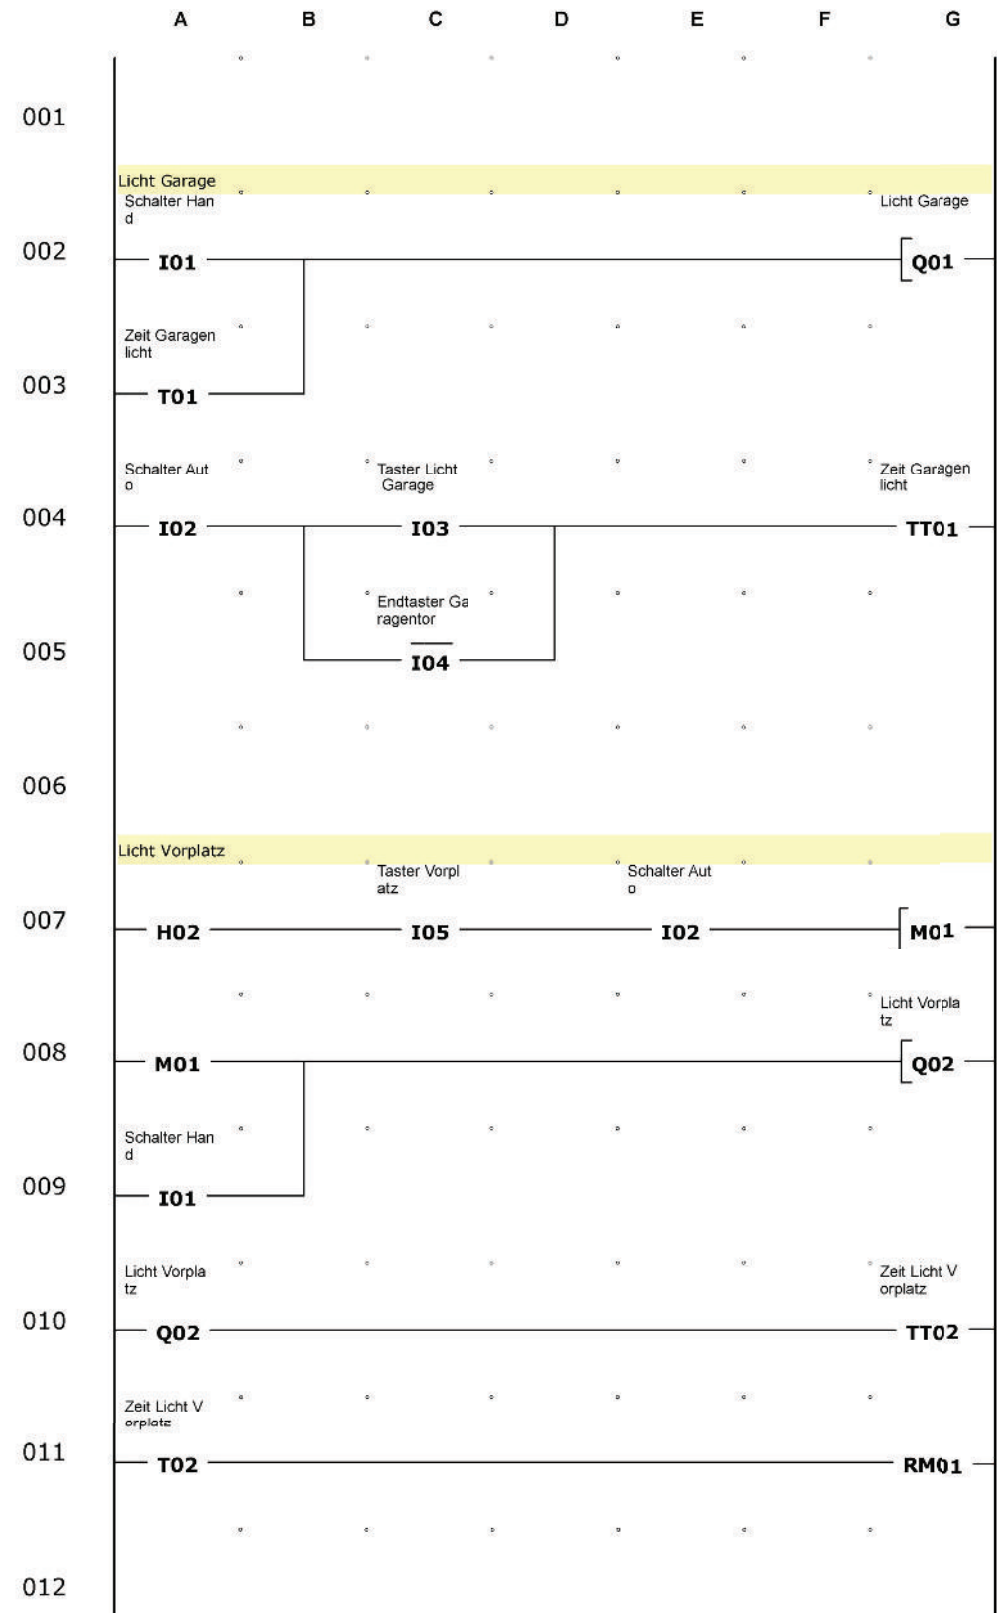 A B C D E F G
001
Licht Garage
Schalter Han
d
Licht Garage
002
I01
Q01
Zeit Garagen
licht
003
T01
Schalter Aut
o
Taster Licht
Garage
Zeit Garagen
licht
004
I02
I03
TT01
Endtaster Ga
ragentor
005
I04
006
Licht Vorplatz
Taster Vorpl
atz
Schalter Aut
o
007
H02
I05
I02
M01
Licht Vorpla
tz
008
M01
Q02
Schalter Han
d
009
I01
Licht Vorpla
tz
Zeit Licht V
orplatz
010
Q02
TT02
Zeit Licht V
orplatz
011
T02
RM01
012